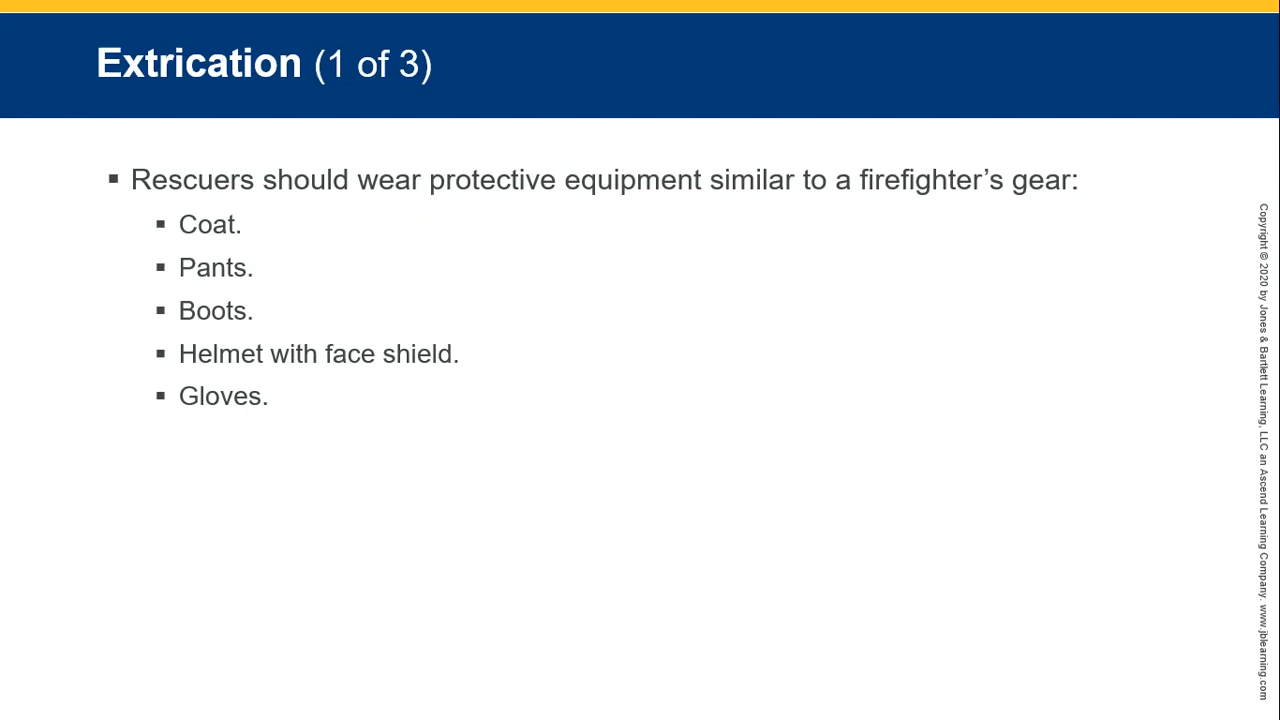 Extrication (1 of 3)
▪ Rescuers should wear protective equipment similar to a firefighter’s gear:
▪ Coat.
▪ Pants.
▪ Boots.
▪ Helmet with face shield.
▪ Gloves.
Copyright © 2020 by Jones & Bartlett Learning, LLC an Ascend Learning Company. www.jblearning.com